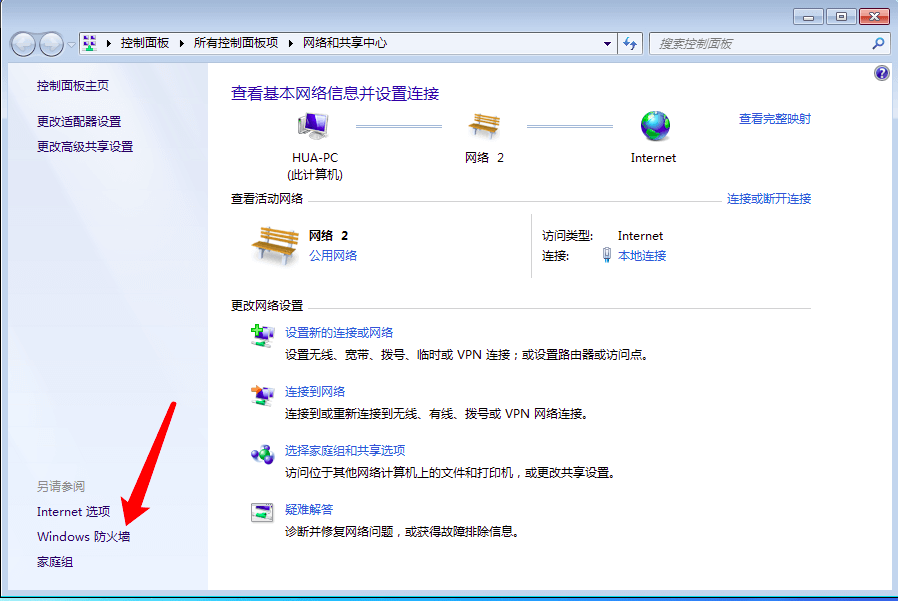 控制面板 所有控制面板项 网络和共享中心
搜索控制面板
控制面板主页
更改适配器设置
更改高级共享设置
查看基本网络信息并设置连接
查看完整映射
HUA-PC
(此计算机)
网络 2
Internet
查看活动网络
连接或断开连接
网络 2
公用网络
访问类型: Internet
连接: 本地连接
更改网络设置
设置新的连接或网络
设置无线、宽带、拨号、临时或 VPN 连接；或设置路由器或访问点。
连接到网络
连接到或重新连接到无线、有线、拨号或 VPN 网络连接。
选择家庭组和共享选项
访问位于其他网络计算机上的文件和打印机，或更改共享设置。
疑难解答
诊断并修复网络问题，或获得故障排除信息。
另请参阅
Internet 选项
Windows 防火墙
家庭组